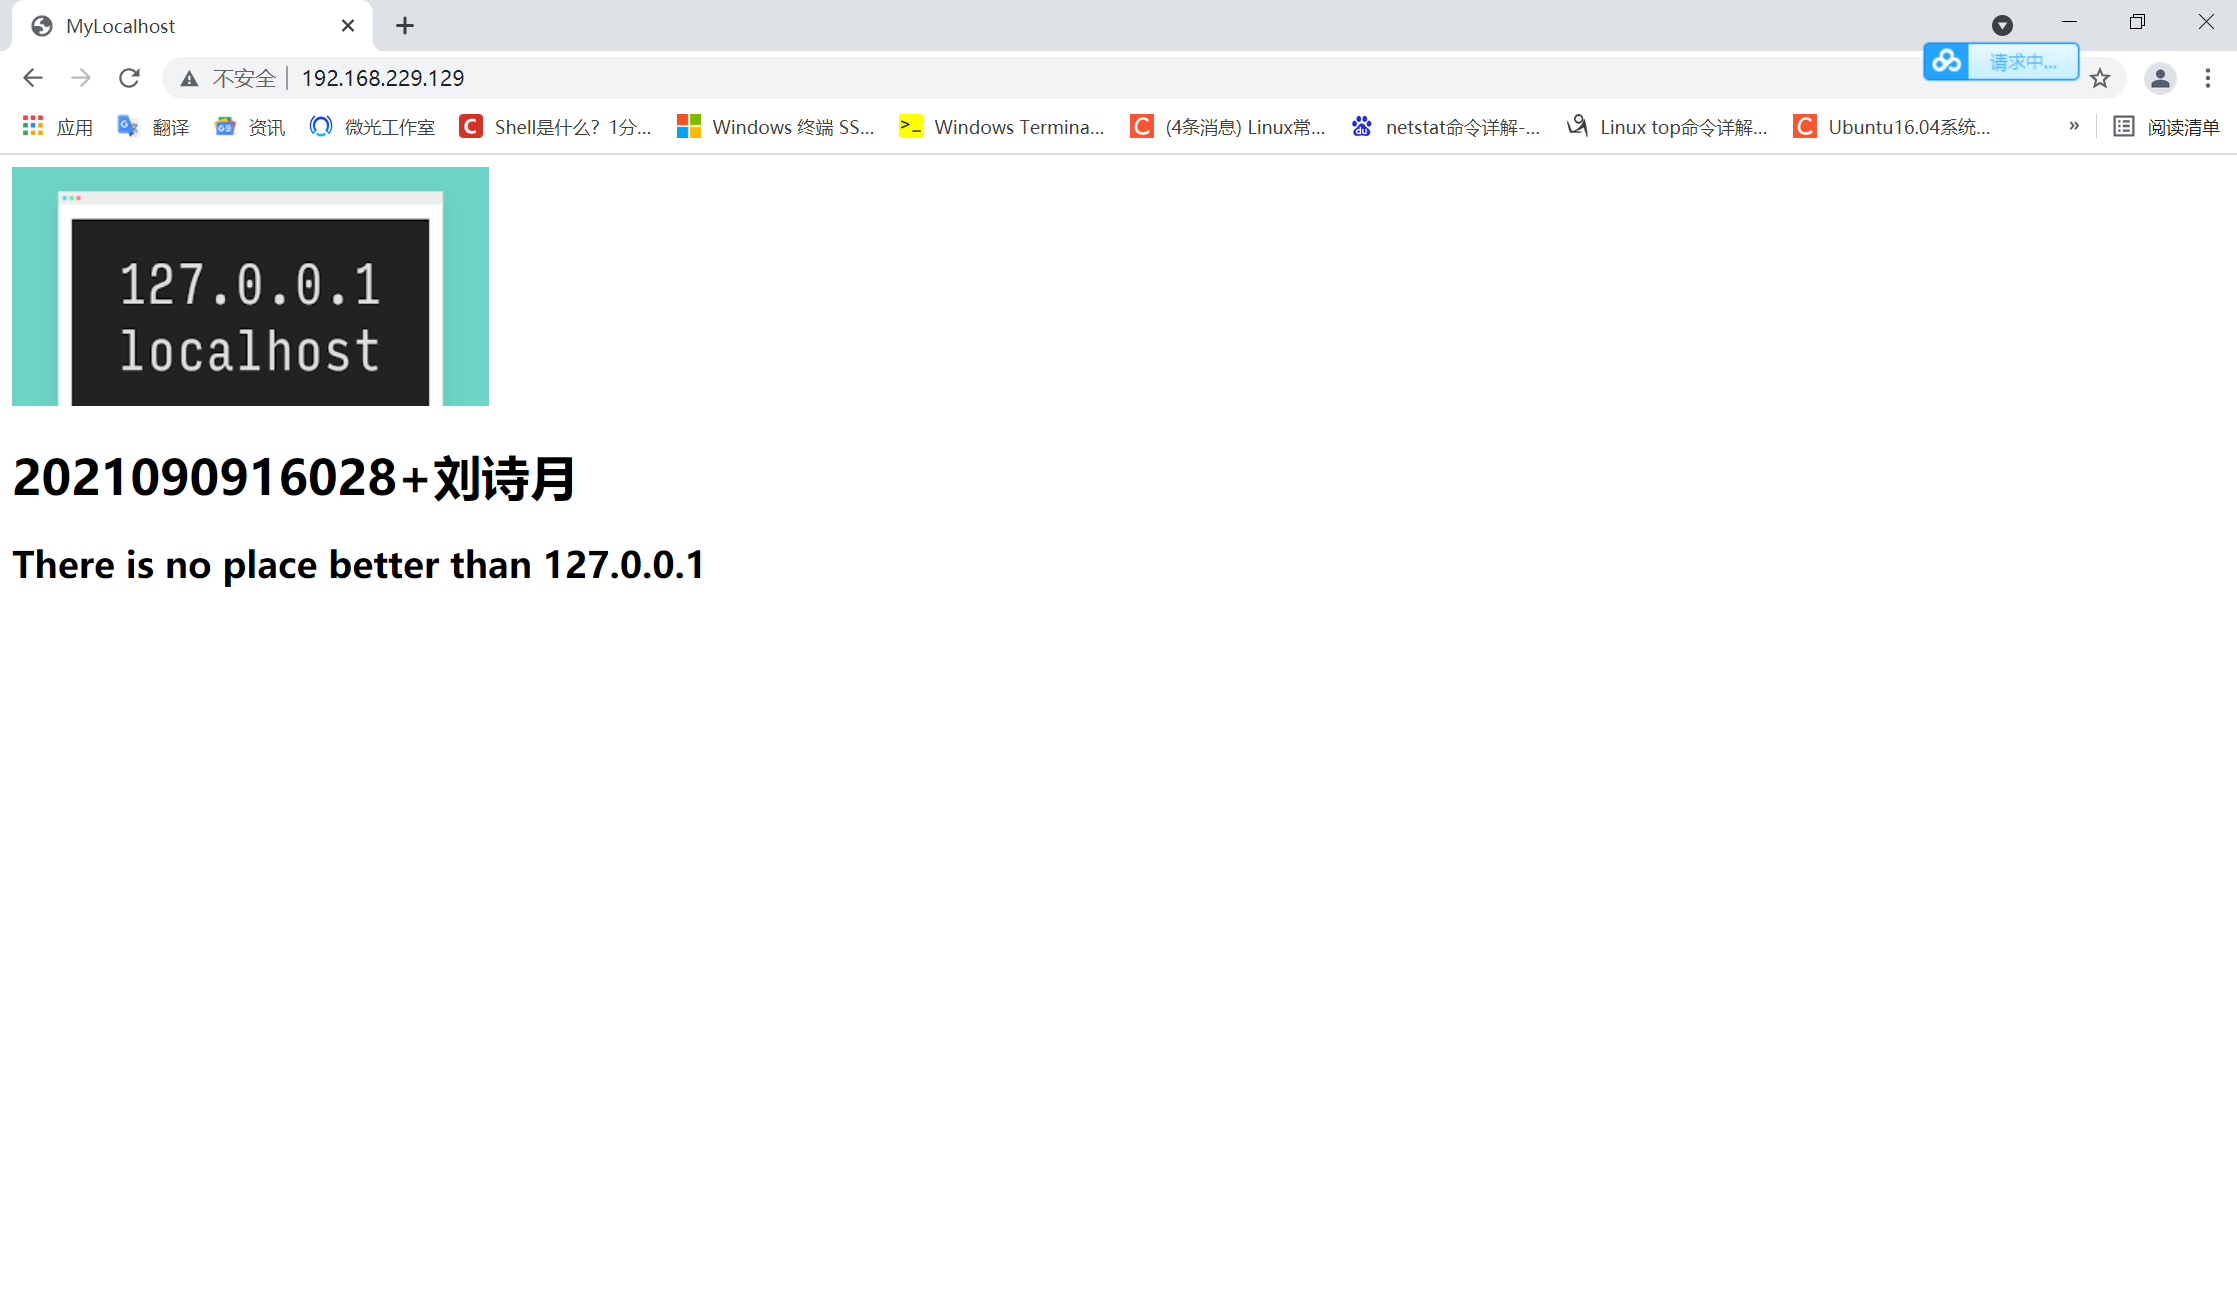 MyLocalhost
不安全 192.168.229.129
请求中...
应用 翻译 资讯 微光工作室 Shell是什么？1分... Windows 终端 SS... Windows Termina... (4条消息) Linux常... netstat命令详解-... Linux top命令详解... Ubuntu16.04系统... » 阅读清单
127.0.0.1
localhost
2021090916028+刘诗月
There is no place better than 127.0.0.1